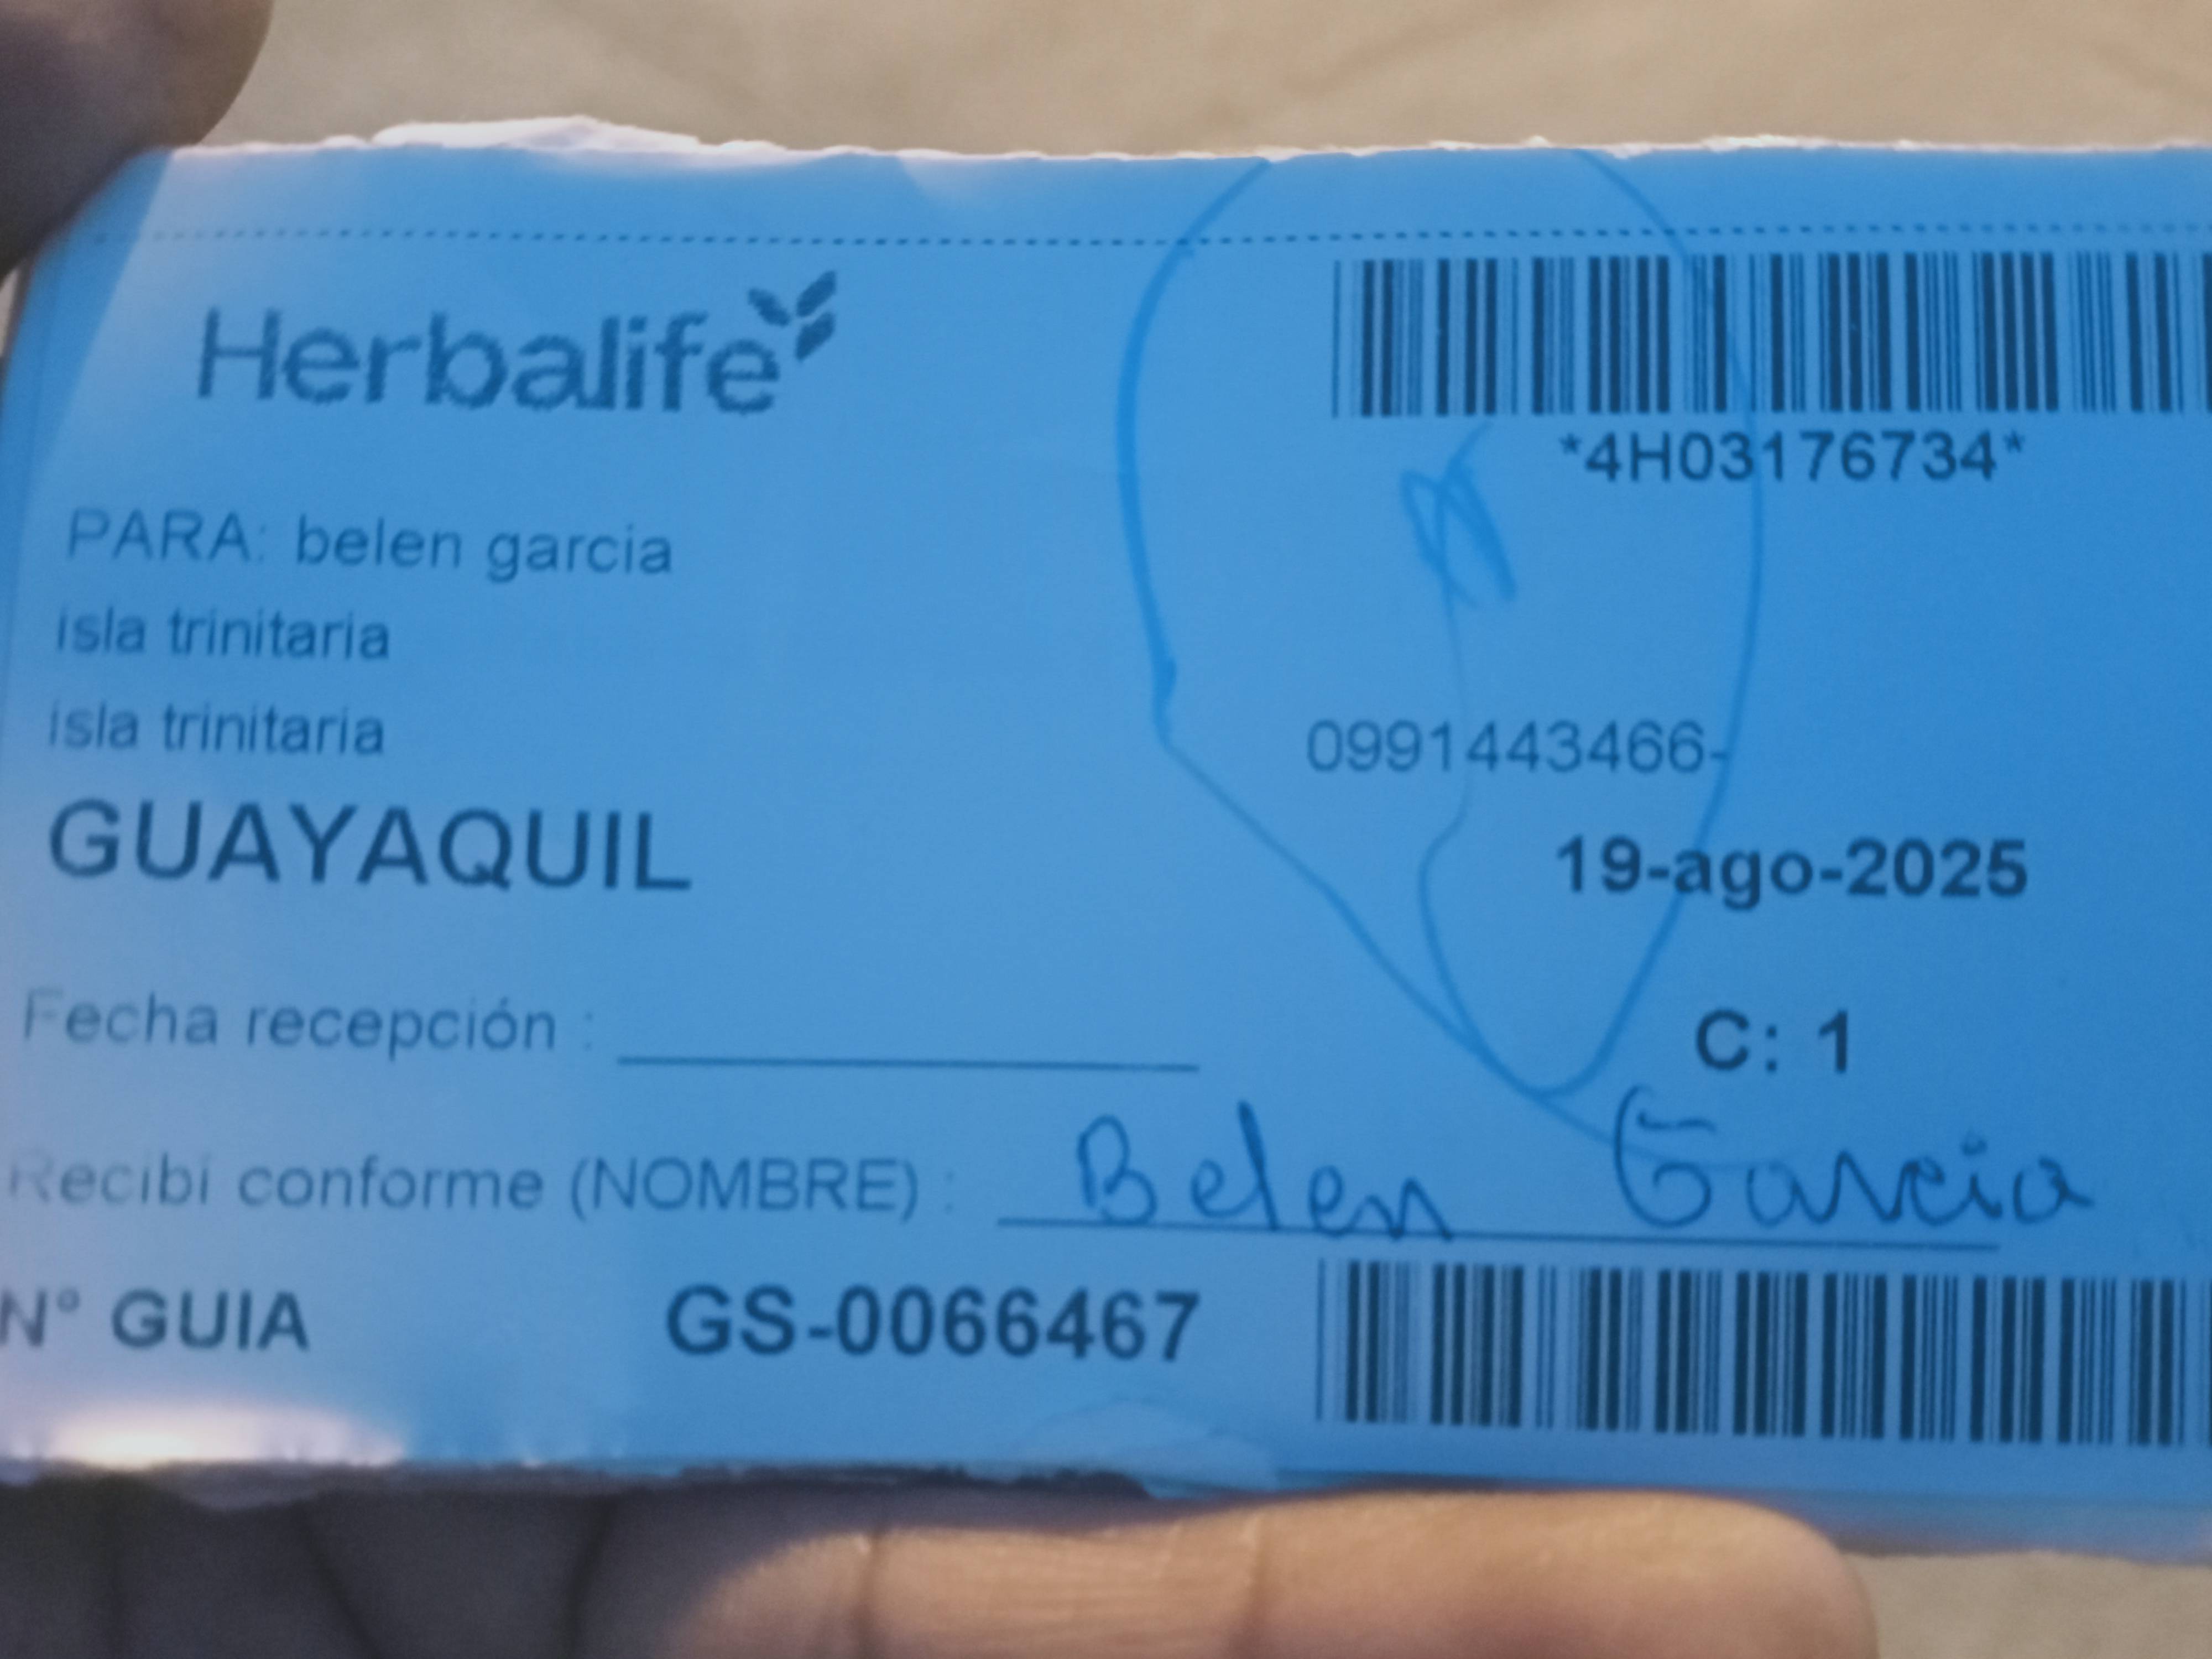 Herbalife
*4H03176734*
PARA: belen garcia
isla trinitaria
isla trinitaria
0991443466-
GUAYAQUIL
19-ago-2025
Fecha recepción :
C: 1
Recibí conforme (NOMBRE) : Belen Garcia
N° GUIA GS-0066467